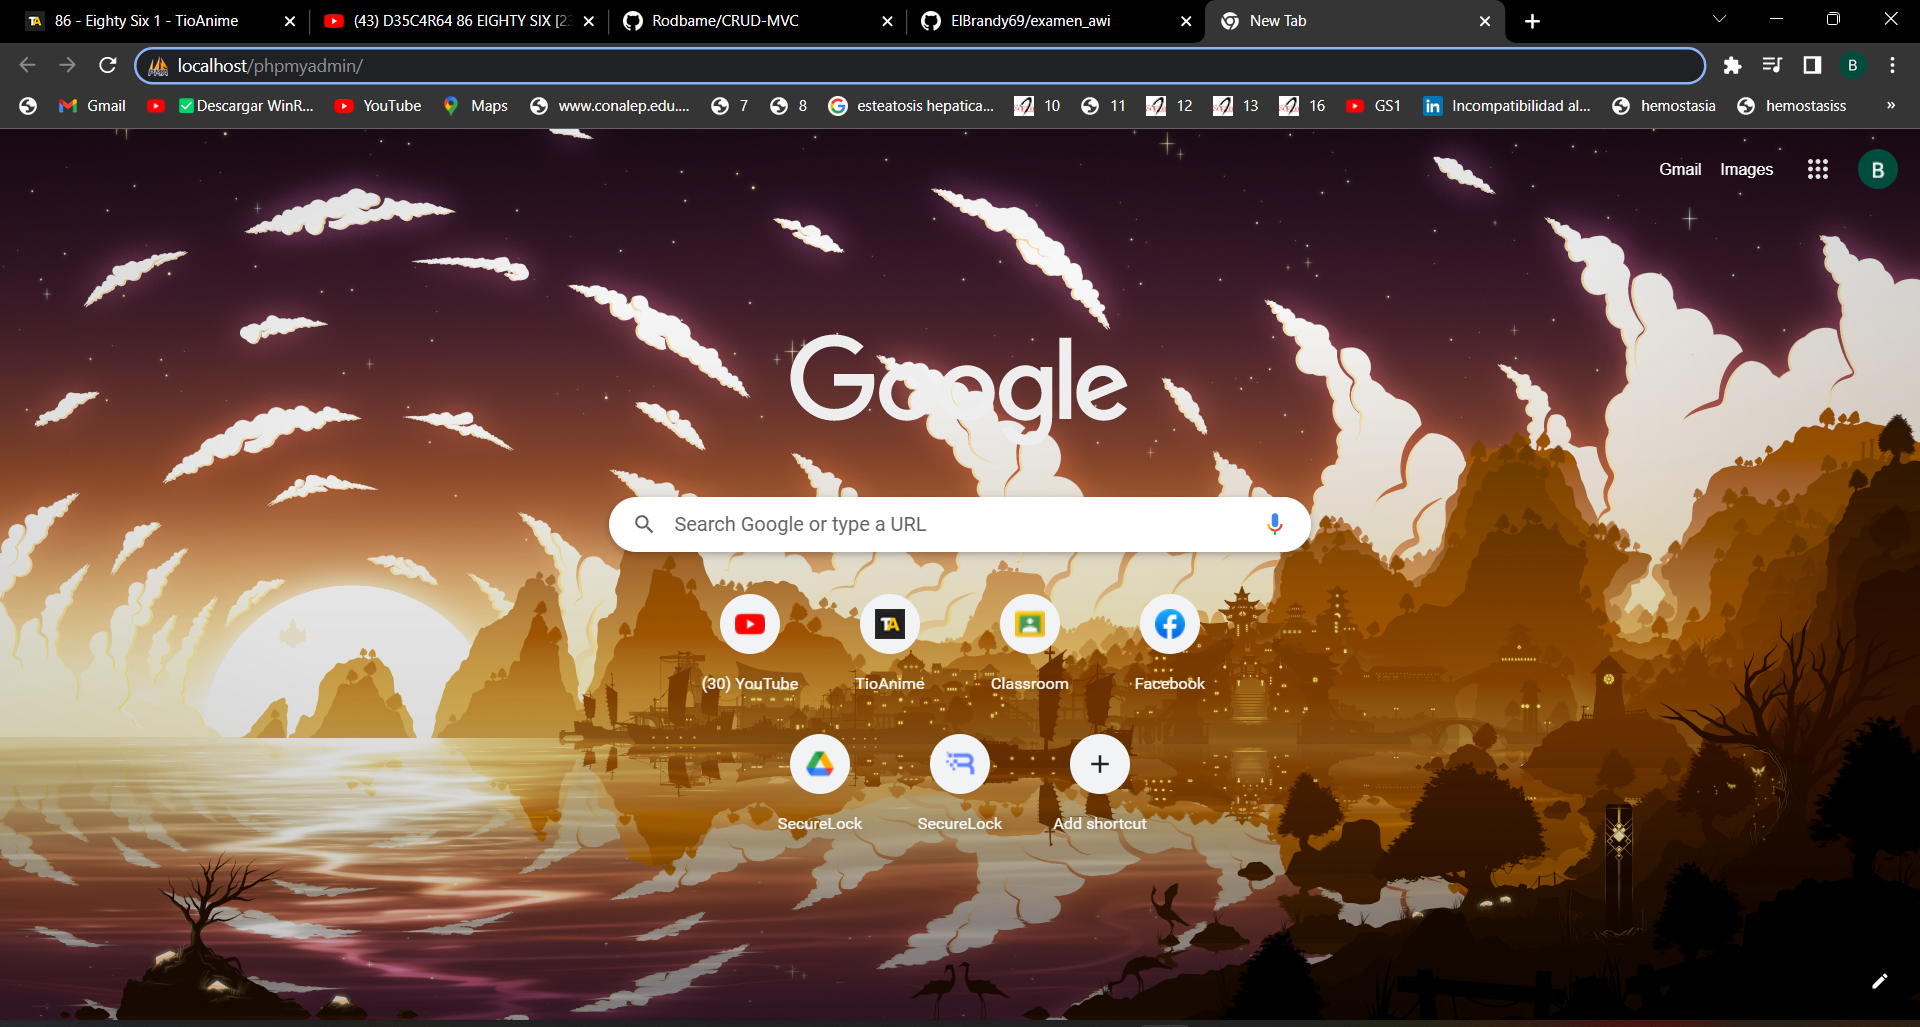 86 - Eighty Six 1 - TioAnime
(43) D35C4R64 86 EIGHTY SIX [23
Rodbame/CRUD-MVC
ElBrandy69/examen_awi
New Tab
localhost/phpmyadmin/
B
Gmail
Descargar WinR...
YouTube
Maps
www.conalep.edu....
7
8
esteatosis hepatica...
10
11
12
13
16
GS1
Incompatibilidad al...
hemostasia
hemostasiss
»
Gmail
Images
B
Google
Search Google or type a URL
(30) YouTube
TioAnime
Classroom
Facebook
SecureLock
SecureLock
Add shortcut